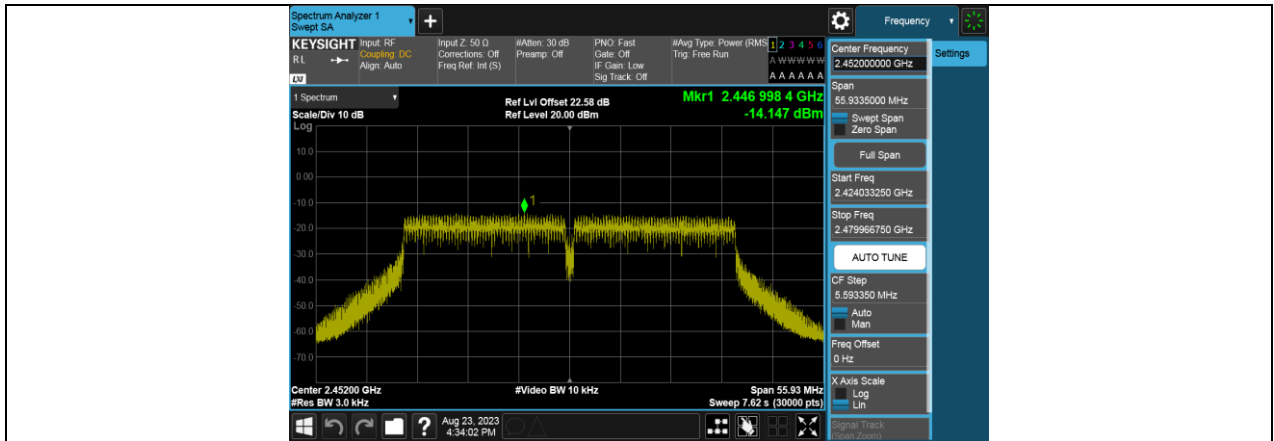 Spectrum Analyzer 1
Swept SA
+
Frequency
KEYSIGHT
RL
LXI
Input: RF
Coupling: DC
Align: Auto
Input Z: 50 Ω
Corrections: Off
Freq Ref: Int (S)
#Atten: 30 dB
Preamp: Off
PNO: Fast
Gate: Off
IF Gain: Low
Sig Track: Off
#Avg Type: Power (RMS
Trig: Free Run
1 2 3 4 5 6
A W W W W W
A A A A A A
1 Spectrum
Scale/Div 10 dB
Log
Ref Lvl Offset 22.58 dB
Ref Level 20.00 dBm
Mkr1 2.446 998 4 GHz
-14.147 dBm
10.0
0.00
-10.0
-20.0
-30.0
-40.0
-50.0
-60.0
-70.0
1
Center 2.45200 GHz
#Res BW 3.0 kHz
#Video BW 10 kHz
Span 55.93 MHz
Sweep 7.62 s (30000 pts)
Center Frequency
2.452000000 GHz
Settings
Span
55.9335000 MHz
Swept Span
Zero Span
Full Span
Start Freq
2.424033250 GHz
Stop Freq
2.479966750 GHz
AUTO TUNE
CF Step
5.593350 MHz
Auto
Man
Freq Offset
0 Hz
X Axis Scale
Log
Lin
Signal Track
(Span Zoom)
?
Aug 23, 2023
4:34:02 PM